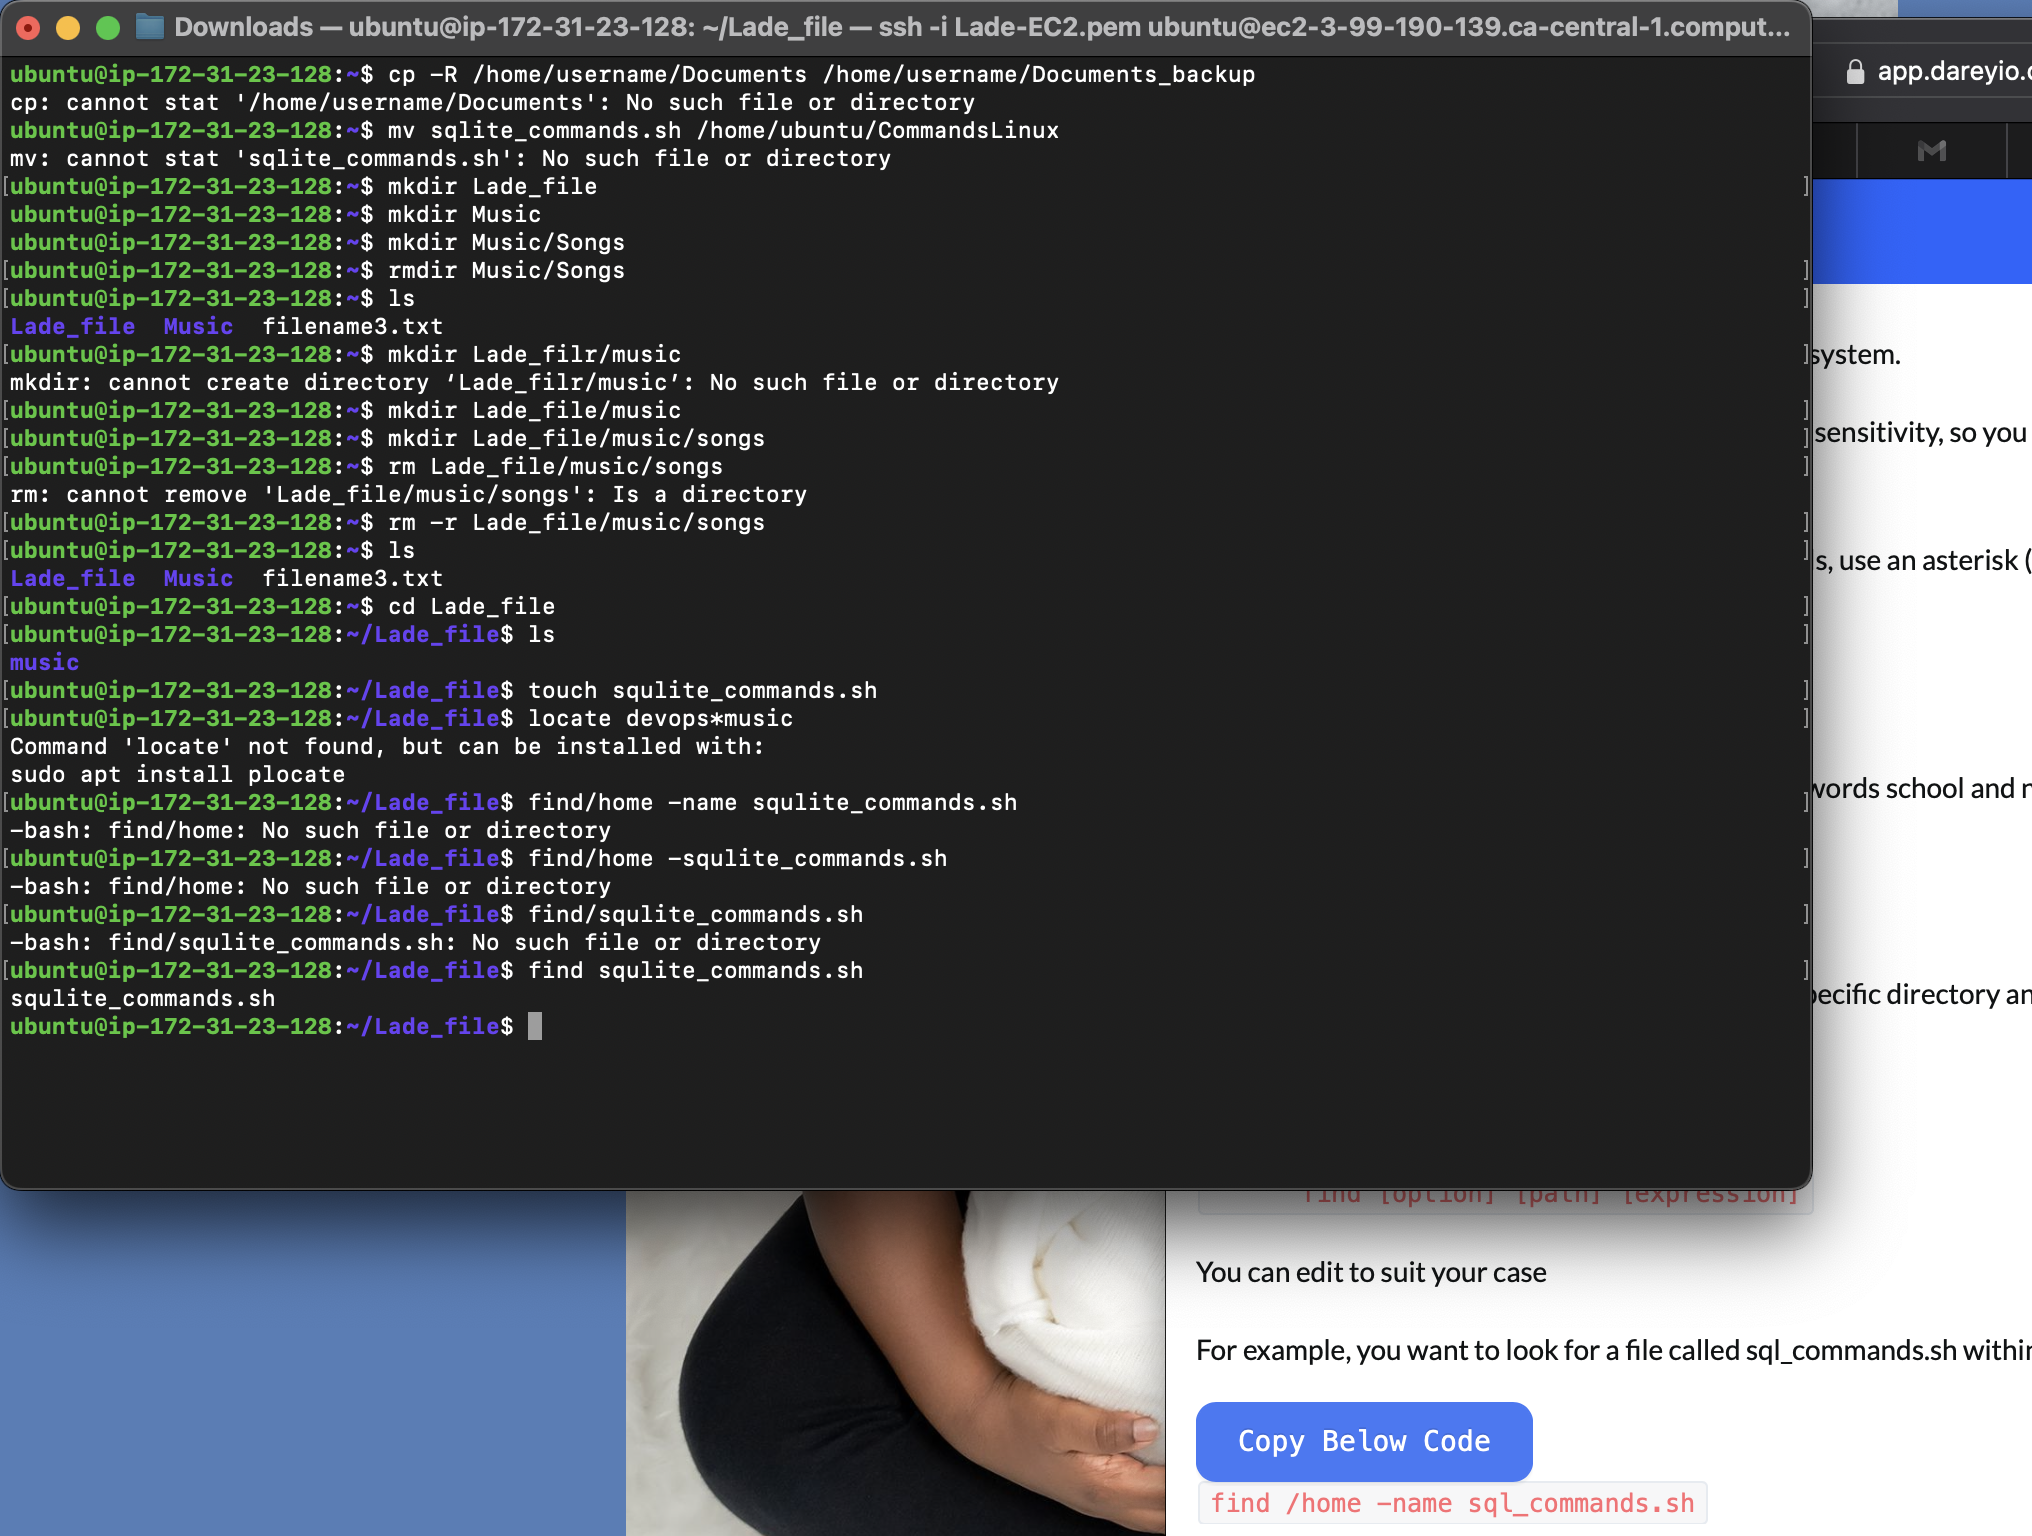 Downloads — ubuntu@ip-172-31-23-128: ~/Lade_file — ssh -i Lade-EC2.pem ubuntu@ec2-3-99-190-139.ca-central-1.comput...
ubuntu@ip-172-31-23-128:~$ cp -R /home/username/Documents /home/username/Documents_backup
cp: cannot stat '/home/username/Documents': No such file or directory
ubuntu@ip-172-31-23-128:~$ mv sqlite_commands.sh /home/ubuntu/CommandsLinux
mv: cannot stat 'sqlite_commands.sh': No such file or directory
[ubuntu@ip-172-31-23-128:~$ mkdir Lade_file ]
ubuntu@ip-172-31-23-128:~$ mkdir Music
ubuntu@ip-172-31-23-128:~$ mkdir Music/Songs
[ubuntu@ip-172-31-23-128:~$ rmdir Music/Songs ]
[ubuntu@ip-172-31-23-128:~$ ls ]
Lade_file  Music  filename3.txt
[ubuntu@ip-172-31-23-128:~$ mkdir Lade_filr/music ]
mkdir: cannot create directory ‘Lade_filr/music’: No such file or directory
[ubuntu@ip-172-31-23-128:~$ mkdir Lade_file/music ]
[ubuntu@ip-172-31-23-128:~$ mkdir Lade_file/music/songs ]
[ubuntu@ip-172-31-23-128:~$ rm Lade_file/music/songs ]
rm: cannot remove 'Lade_file/music/songs': Is a directory
[ubuntu@ip-172-31-23-128:~$ rm -r Lade_file/music/songs ]
[ubuntu@ip-172-31-23-128:~$ ls ]
Lade_file  Music  filename3.txt
[ubuntu@ip-172-31-23-128:~$ cd Lade_file ]
[ubuntu@ip-172-31-23-128:~/Lade_file$ ls ]
music
[ubuntu@ip-172-31-23-128:~/Lade_file$ touch squlite_commands.sh ]
[ubuntu@ip-172-31-23-128:~/Lade_file$ locate devops*music ]
Command 'locate' not found, but can be installed with:
sudo apt install plocate
[ubuntu@ip-172-31-23-128:~/Lade_file$ find/home -name squlite_commands.sh ]
-bash: find/home: No such file or directory
[ubuntu@ip-172-31-23-128:~/Lade_file$ find/home -squlite_commands.sh ]
-bash: find/home: No such file or directory
[ubuntu@ip-172-31-23-128:~/Lade_file$ find/squlite_commands.sh ]
-bash: find/squlite_commands.sh: No such file or directory
[ubuntu@ip-172-31-23-128:~/Lade_file$ find squlite_commands.sh ]
squlite_commands.sh
ubuntu@ip-172-31-23-128:~/Lade_file$
app.dareyio.
system.
sensitivity, so you
s, use an asterisk (
words school and
specific directory
find [option] [path] [expression]
You can edit to suit your case
For example, you want to look for a file called sql_commands.sh within
Copy Below Code
find /home -name sql_commands.sh